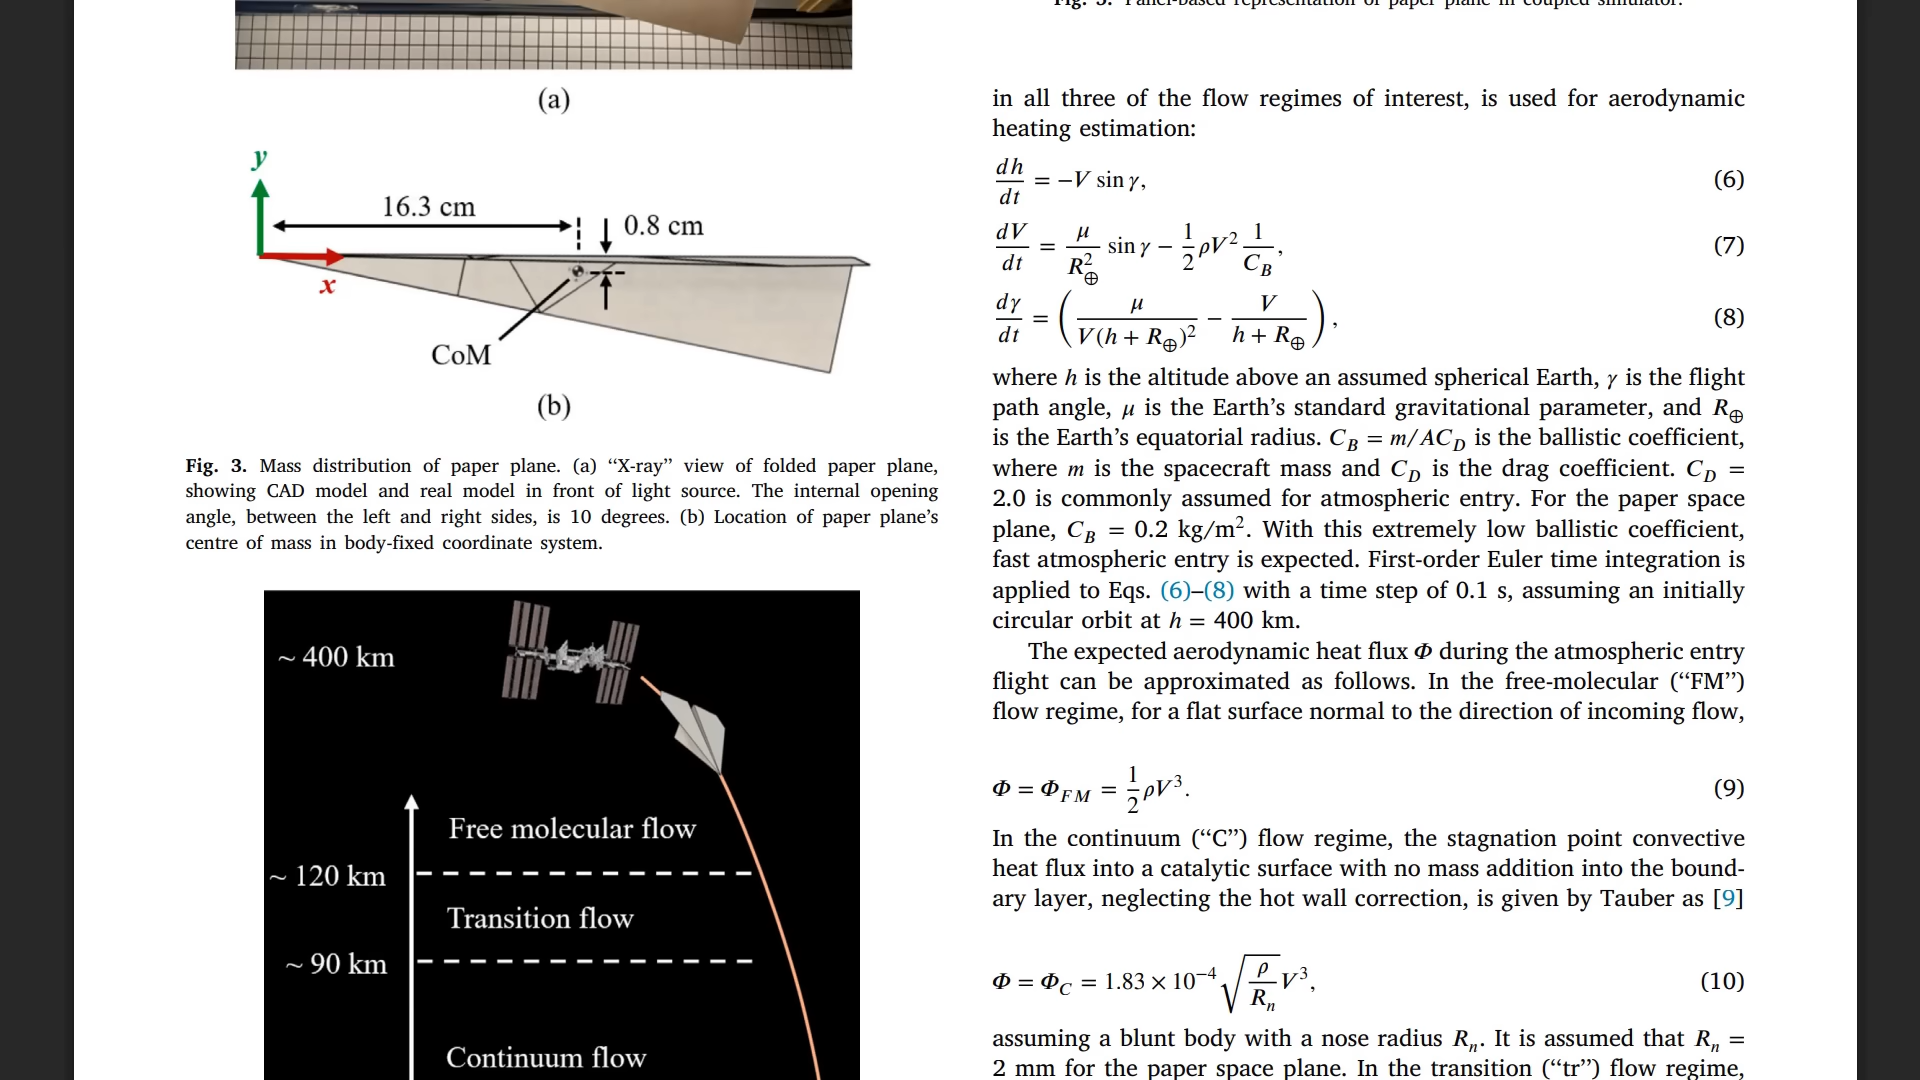 (a)
y
16.3 cm
0.8 cm
x
CoM
(b)
Fig. 3. Mass distribution of paper plane. (a) “X-ray” view of folded paper plane,
showing CAD model and real model in front of light source. The internal opening
angle, between the left and right sides, is 10 degrees. (b) Location of paper plane’s
centre of mass in body-fixed coordinate system.
~ 400 km
Free molecular flow
~ 120 km
Transition flow
~ 90 km
Continuum flow
Fig. 5. Panel-based representation of paper plane in coupled simulator.
in all three of the flow regimes of interest, is used for aerodynamic
heating estimation:
dh/dt = −V sin γ, (6)
dV/dt = μ/R⊕² sin γ − 1/2 ρV² 1/C_B, (7)
dγ/dt = ( μ/(V(h + R⊕)²) − V/(h + R⊕) ), (8)
where h is the altitude above an assumed spherical Earth, γ is the flight
path angle, μ is the Earth’s standard gravitational parameter, and R⊕
is the Earth’s equatorial radius. C_B = m/AC_D is the ballistic coefficient,
where m is the spacecraft mass and C_D is the drag coefficient. C_D =
2.0 is commonly assumed for atmospheric entry. For the paper space
plane, C_B = 0.2 kg/m². With this extremely low ballistic coefficient,
fast atmospheric entry is expected. First-order Euler time integration is
applied to Eqs. (6)–(8) with a time step of 0.1 s, assuming an initially
circular orbit at h = 400 km.
The expected aerodynamic heat flux Φ during the atmospheric entry
flight can be approximated as follows. In the free-molecular (“FM”)
flow regime, for a flat surface normal to the direction of incoming flow,
Φ = Φ_FM = 1/2 ρV³. (9)
In the continuum (“C”) flow regime, the stagnation point convective
heat flux into a catalytic surface with no mass addition into the bound-
ary layer, neglecting the hot wall correction, is given by Tauber as [9]
Φ = Φ_C = 1.83 × 10⁻⁴ √(ρ/R_n) V³, (10)
assuming a blunt body with a nose radius R_n. It is assumed that R_n =
2 mm for the paper space plane. In the transition (“tr”) flow regime,